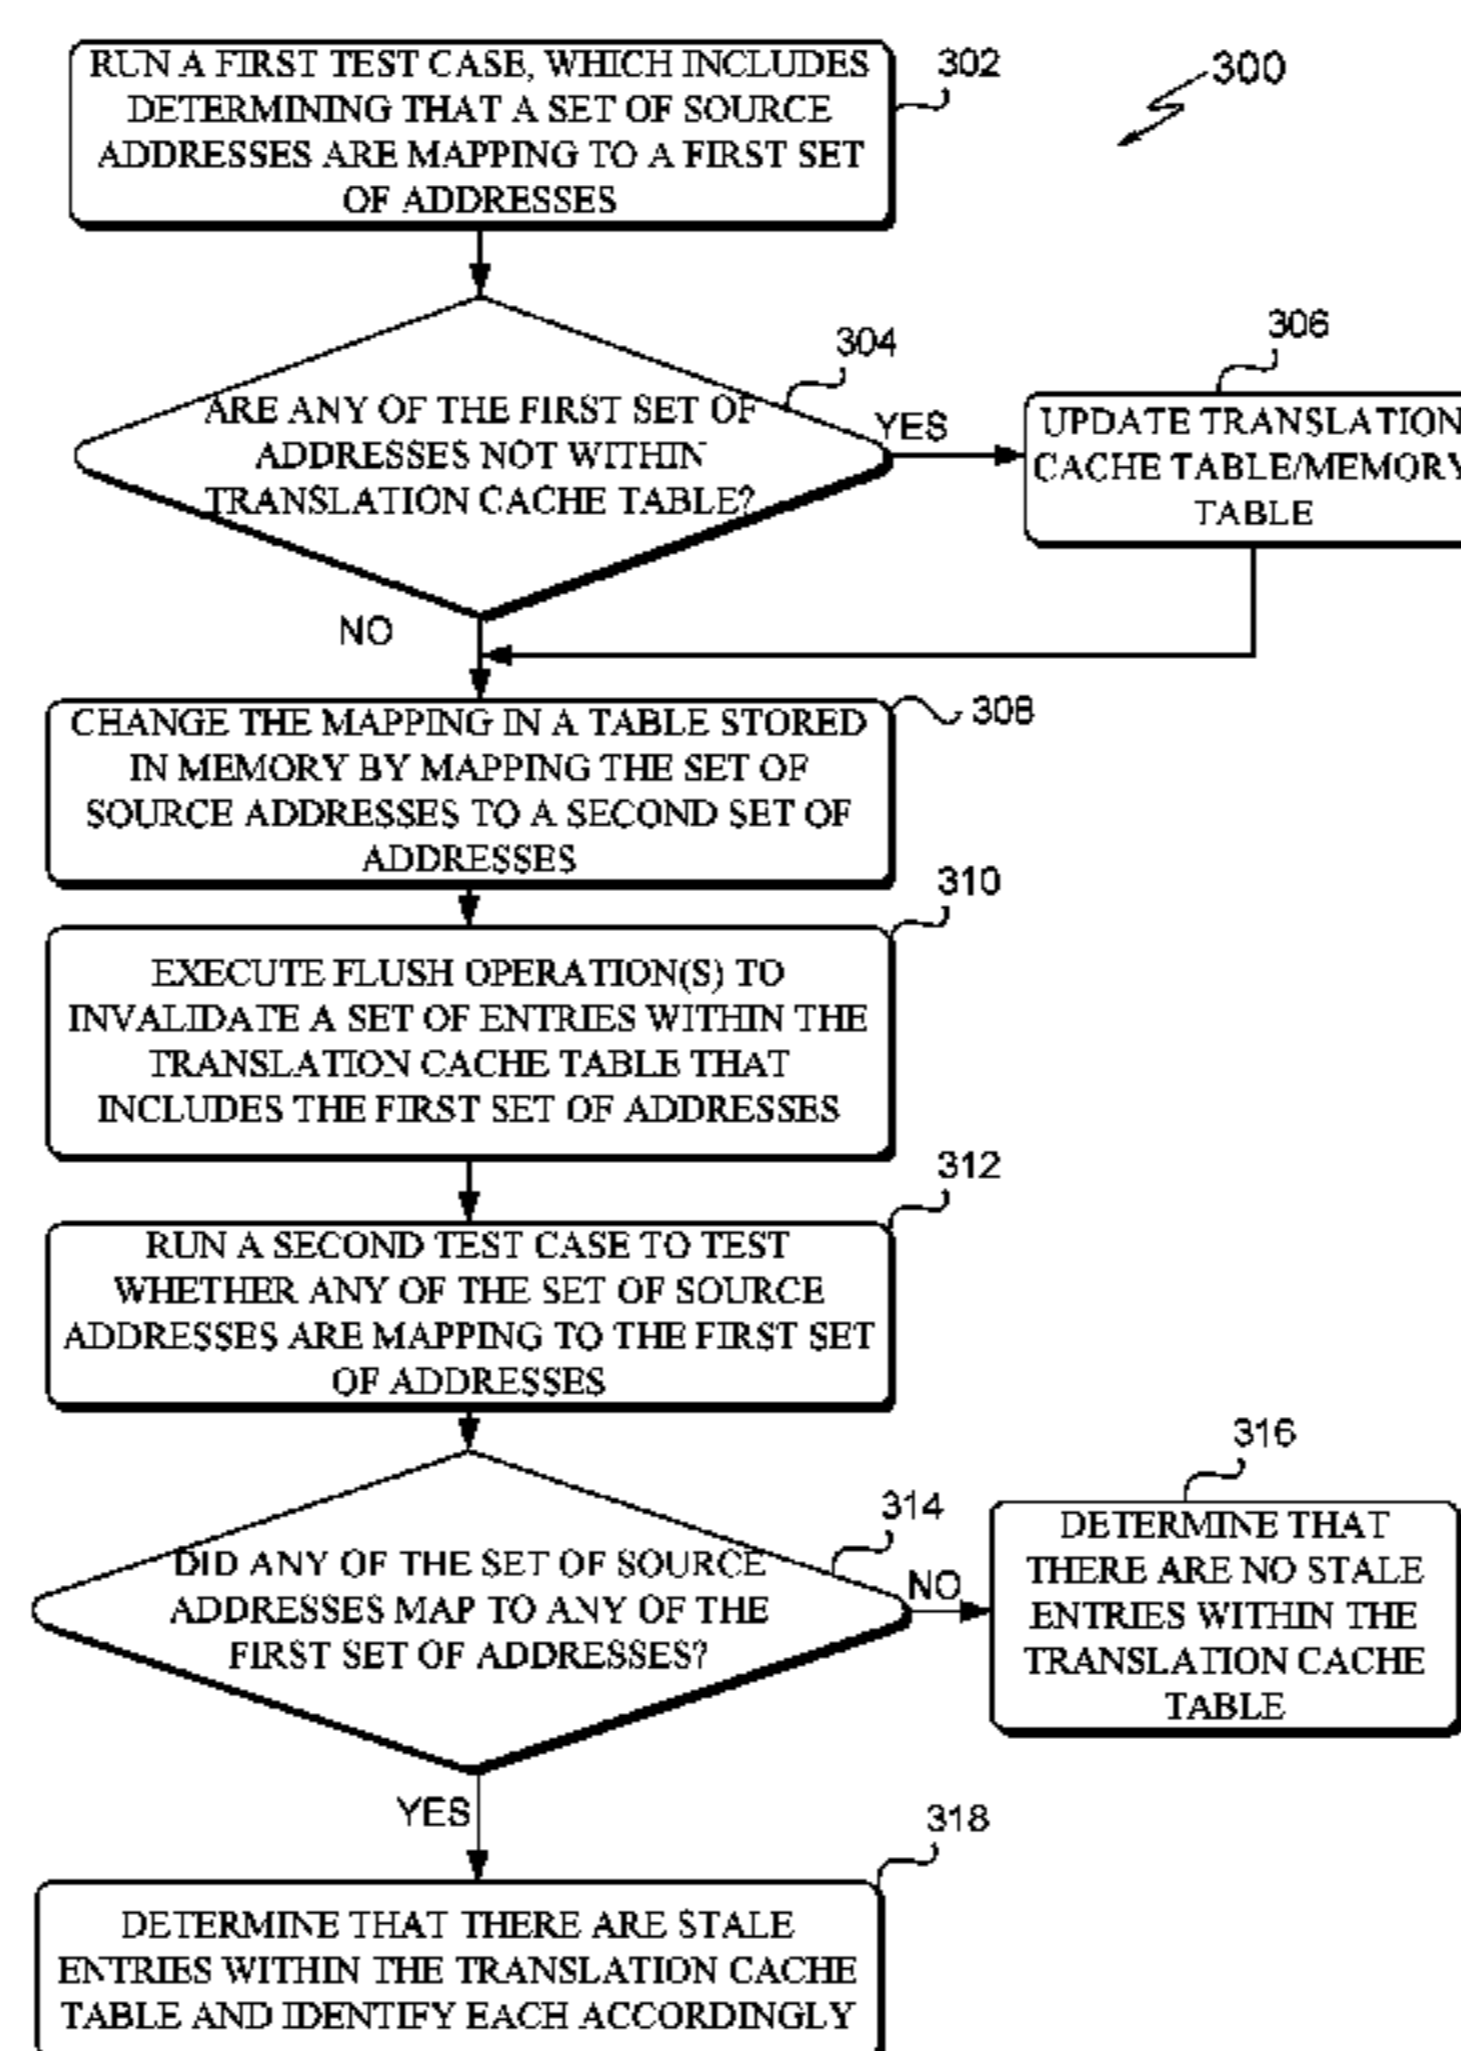 RUN A FIRST TEST CASE, WHICH INCLUDES
DETERMINING THAT A SET OF SOURCE
ADDRESSES ARE MAPPING TO A FIRST SET
OF ADDRESSES
302
300
ARE ANY OF THE FIRST SET OF
ADDRESSES NOT WITHIN
TRANSLATION CACHE TABLE?
304
YES
306
UPDATE TRANSLATION
CACHE TABLE/MEMORY
TABLE
NO
CHANGE THE MAPPING IN A TABLE STORED
IN MEMORY BY MAPPING THE SET OF
SOURCE ADDRESSES TO A SECOND SET OF
ADDRESSES
308
310
EXECUTE FLUSH OPERATION(S) TO
INVALIDATE A SET OF ENTRIES WITHIN THE
TRANSLATION CACHE TABLE THAT
INCLUDES THE FIRST SET OF ADDRESSES
312
RUN A SECOND TEST CASE TO TEST
WHETHER ANY OF THE SET OF SOURCE
ADDRESSES ARE MAPPING TO THE FIRST SET
OF ADDRESSES
314
DID ANY OF THE SET OF SOURCE
ADDRESSES MAP TO ANY OF THE
FIRST SET OF ADDRESSES?
NO
316
DETERMINE THAT
THERE ARE NO STALE
ENTRIES WITHIN THE
TRANSLATION CACHE
TABLE
YES
318
DETERMINE THAT THERE ARE STALE
ENTRIES WITHIN THE TRANSLATION CACHE
TABLE AND IDENTIFY EACH ACCORDINGLY